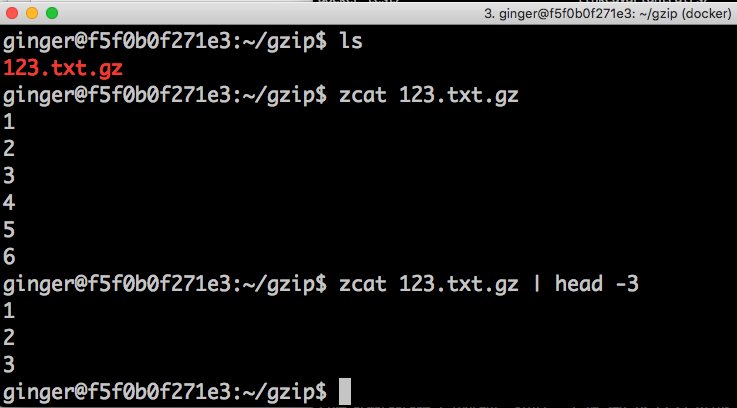 3. ginger@f5f0b0f271e3: ~/gzip (docker)
ginger@f5f0b0f271e3:~/gzip$ ls
123.txt.gz
ginger@f5f0b0f271e3:~/gzip$ zcat 123.txt.gz
1
2
3
4
5
6
ginger@f5f0b0f271e3:~/gzip$ zcat 123.txt.gz | head -3
1
2
3
ginger@f5f0b0f271e3:~/gzip$